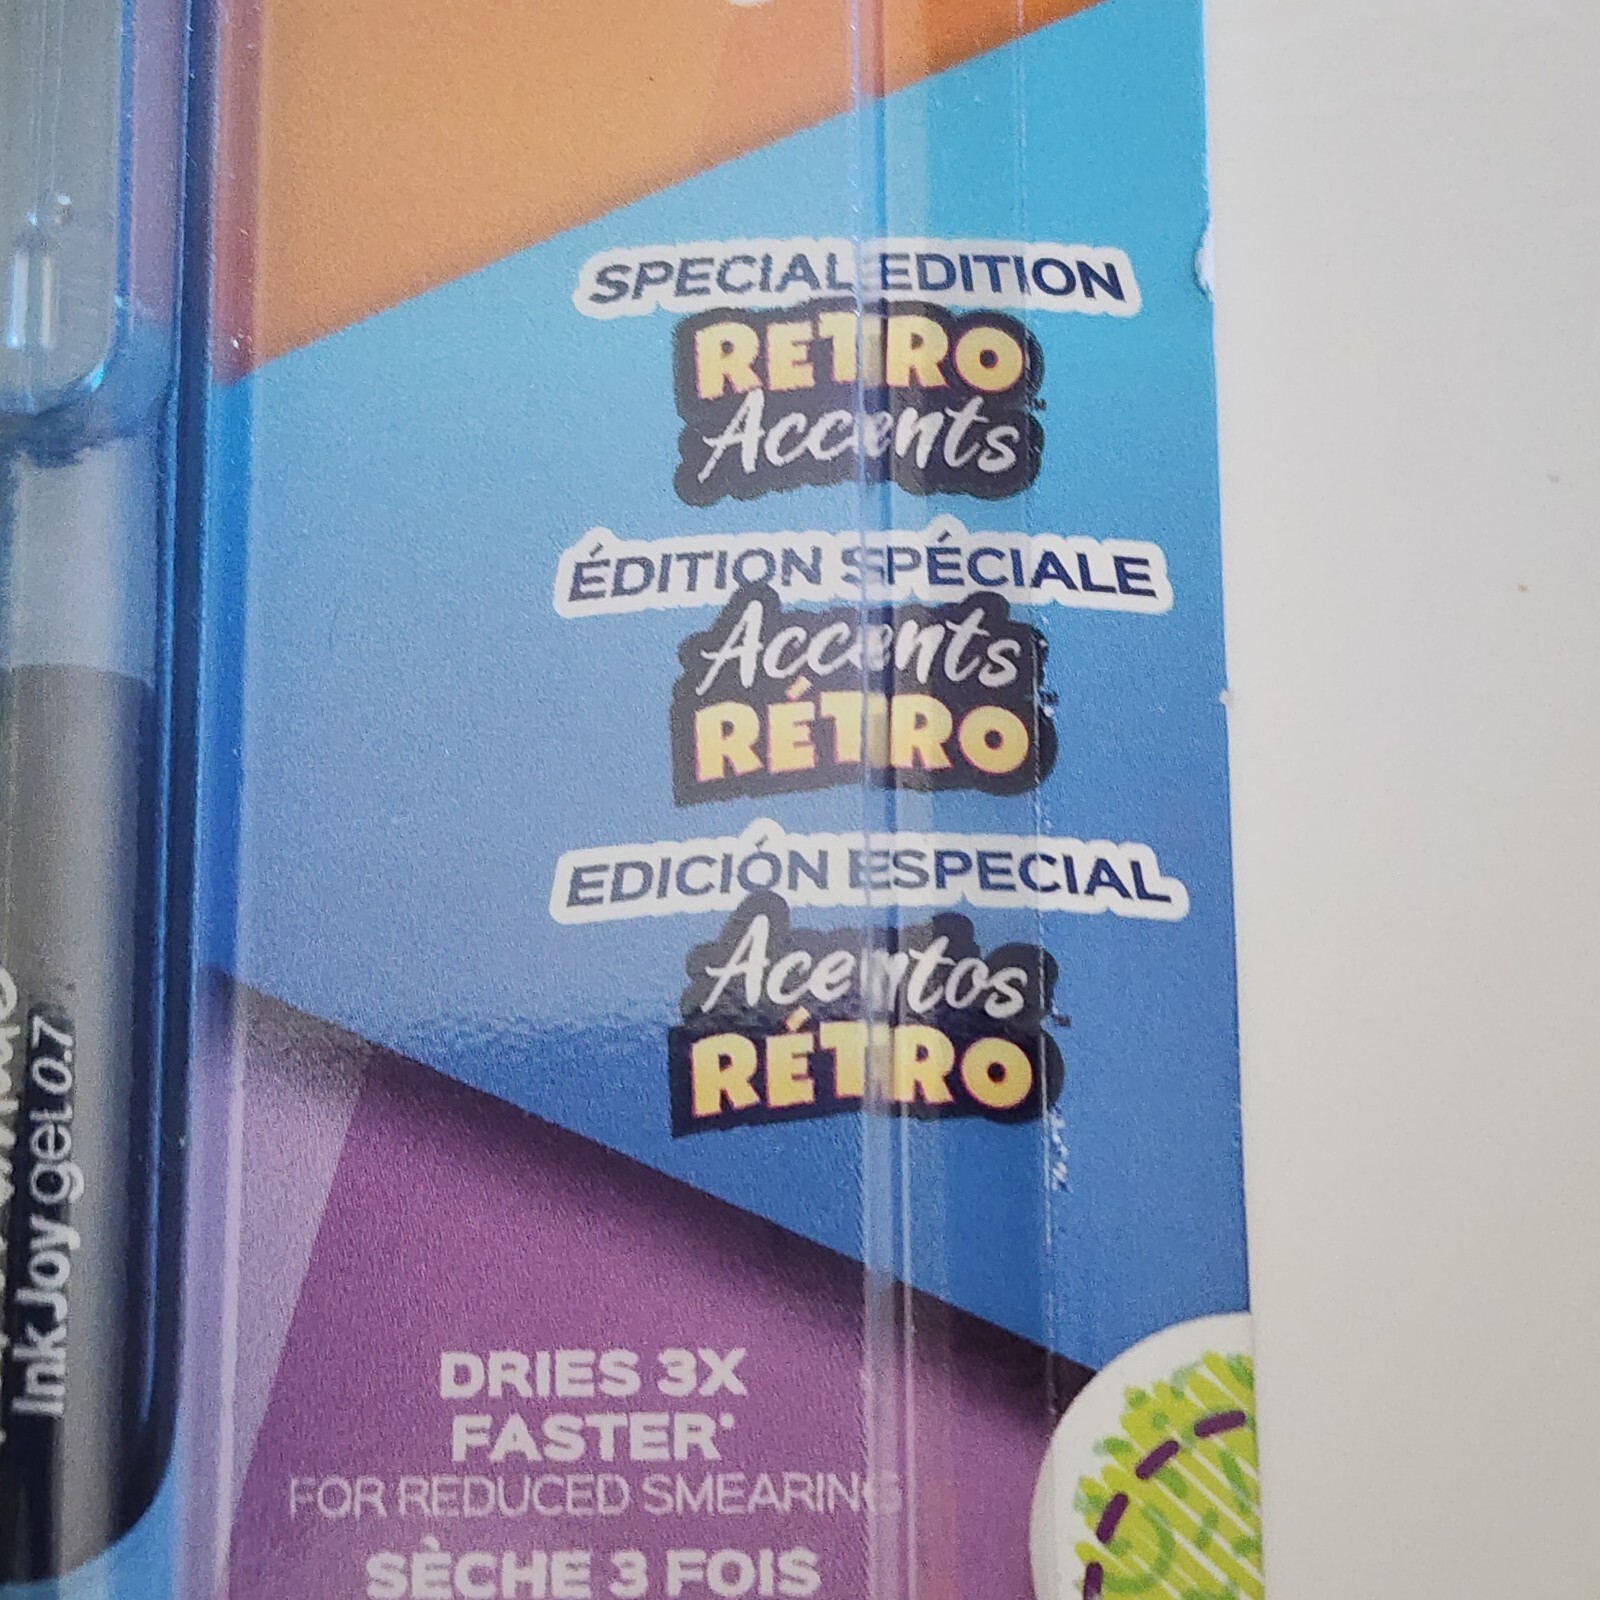 SPECIAL EDITION
RETRO
Accents
ÉDITION SPÉCIALE
Accents
RÉTRO
EDICIÓN ESPECIAL
Acentos
RÉTRO
InkJoy gel 0.7
DRIES 3X
FASTER*
FOR REDUCED SMEARING
SÈCHE 3 FOIS